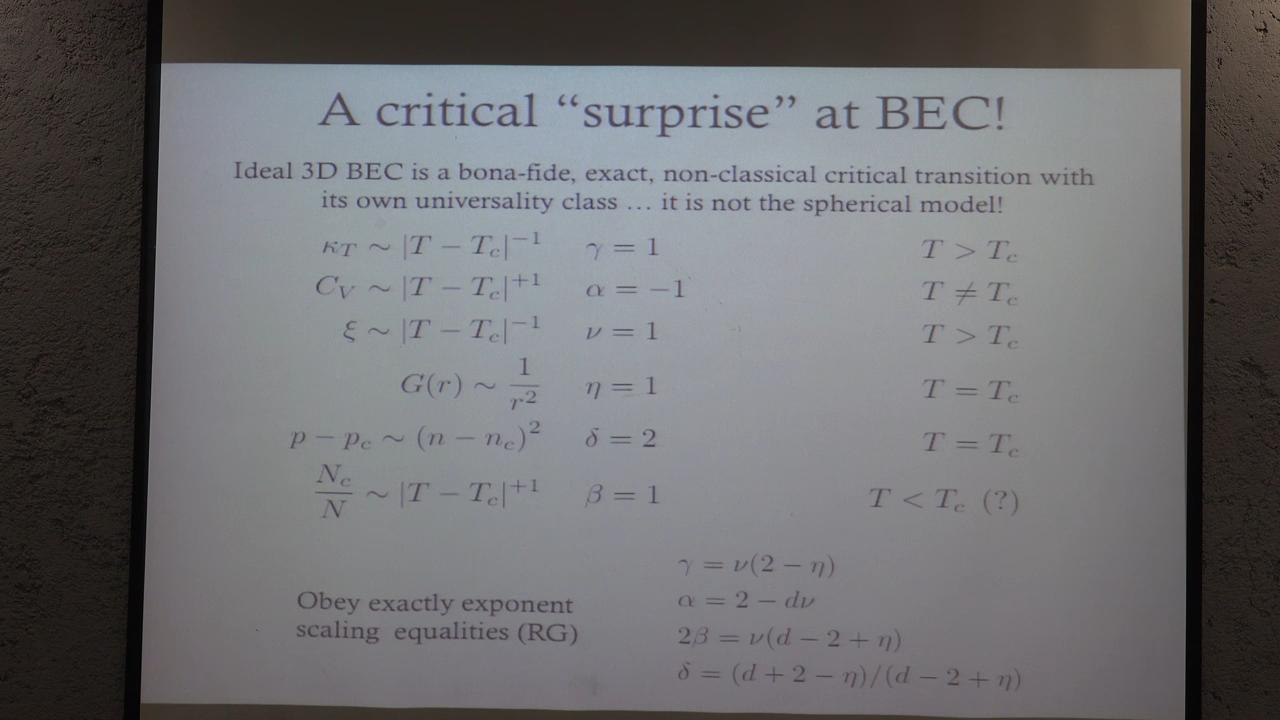 A critical “surprise” at BEC!
Ideal 3D BEC is a bona-fide, exact, non-classical critical transition with
its own universality class … it is not the spherical model!
κ_T ∼ |T − T_c|^{−1} γ = 1 T > T_c
C_V ∼ |T − T_c|^{+1} α = −1 T ≠ T_c
ξ ∼ |T − T_c|^{−1} ν = 1 T > T_c
G(r) ∼ 1/r^2 η = 1 T = T_c
p − p_c ∼ (n − n_c)^2 δ = 2 T = T_c
N_c/N ∼ |T − T_c|^{+1} β = 1 T < T_c (?)
γ = ν(2 − η)
Obey exactly exponent
scaling equalities (RG)
α = 2 − dν
2β = ν(d − 2 + η)
δ = (d + 2 − η)/(d − 2 + η)